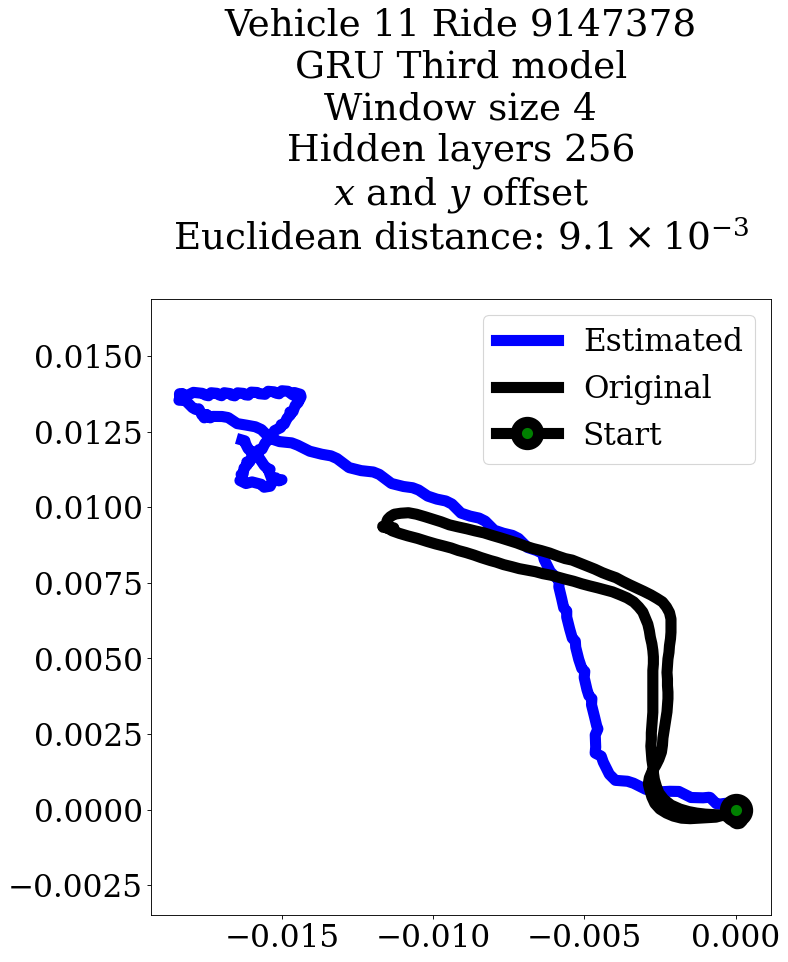 Vehicle 11 Ride 9147378
GRU Third model
Window size 4
Hidden layers 256
x and y offset
Euclidean distance: 9.1 × 10⁻³
Estimated
Original
Start
0.0150
0.0125
0.0100
0.0075
0.0050
0.0025
0.0000
−0.0025
−0.015 −0.010 −0.005 0.000